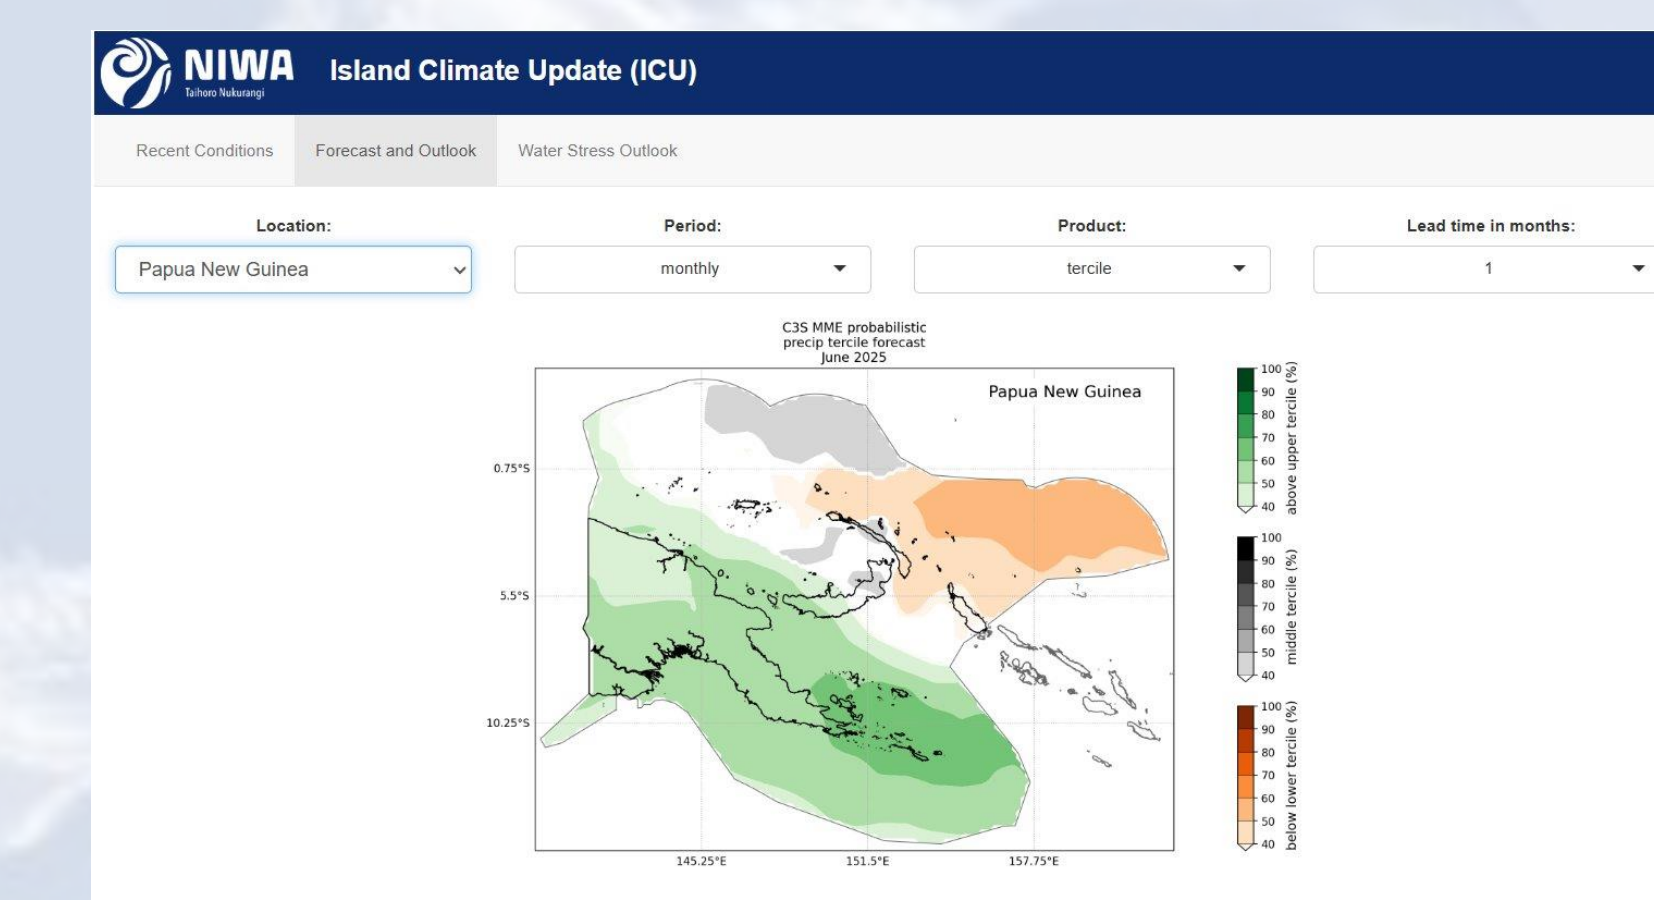 NIWA
Taihoro Nukurangi
Island Climate Update (ICU)
Recent Conditions
Forecast and Outlook
Water Stress Outlook
Location:
Period:
Product:
Lead time in months:
Papua New Guinea
monthly
tercile
1
C3S MME probabilistic
precip tercile forecast
June 2025
Papua New Guinea
0.75°S
5.5°S
10.25°S
145.25°E
151.5°E
157.75°E
100
90
80
70
60
50
40
above upper tercile (%)
100
90
80
70
60
50
40
middle tercile (%)
100
90
80
70
60
50
40
below lower tercile (%)